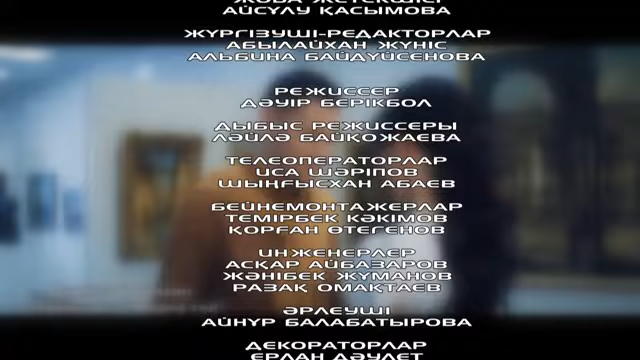 ЖОБА ЖЕТЕКШІСІ
АЙСҰЛУ ҚАСЫМОВА
ЖҮРГІЗУШІ-РЕДАКТОРЛАР
АБЫЛАЙХАН ЖҮНІС
АЛЬБИНА БАЙДҮЙСЕНОВА
РЕЖИССЕР
ДӘУІР БЕРІКБОЛ
ДЫБЫС РЕЖИССЕРЫ
ЛӘЙЛӘ БАЙҚОЖАЕВА
ТЕЛЕОПЕРАТОРЛАР
ИСА ШӘРІПОВ
ШЫҢҒЫСХАН АБАЕВ
БЕЙНЕМОНТАЖЕРЛАР
ТЕМІРБЕК КӘКІМОВ
ҚОРҒАН ӨТЕГЕНОВ
ИНЖЕНЕРЛЕР
АСҚАР АЙБАЗАРОВ
ЖӘНІБЕК ЖҰМАНОВ
РАЗАҚ ОМАҚТАЕВ
ӘРЛЕУШІ
АЙНҰР БАЛАБАТЫРОВА
ДЕКОРАТОРЛАР
ЕРЛАН ДӘУЛЕТ